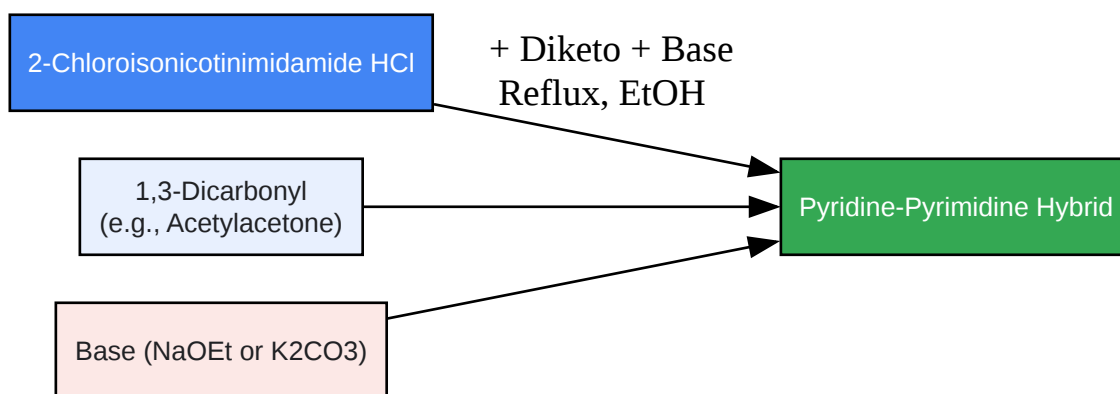 2-Chloroisonicotinimidamide HCl
+ Diketo + Base
Reflux, EtOH
1,3-Dicarbonyl
(e.g., Acetylacetone)
Pyridine-Pyrimidine Hybrid
Base (NaOEt or K2CO3)